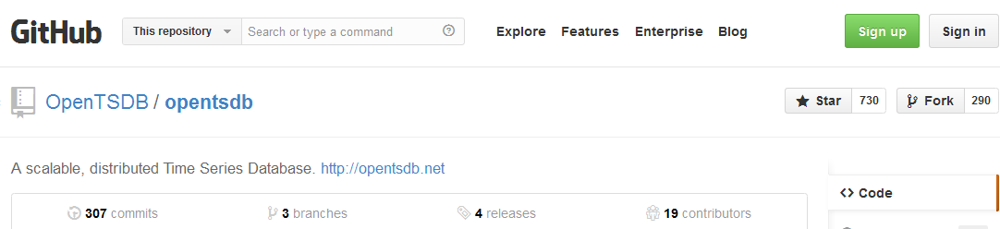 GitHub This repository Search or type a command Explore Features Enterprise Blog Sign up Sign in
OpenTSDB / opentsdb Star 730 Fork 290
A scalable, distributed Time Series Database. http://opentsdb.net
Code
307 commits 3 branches 4 releases 19 contributors